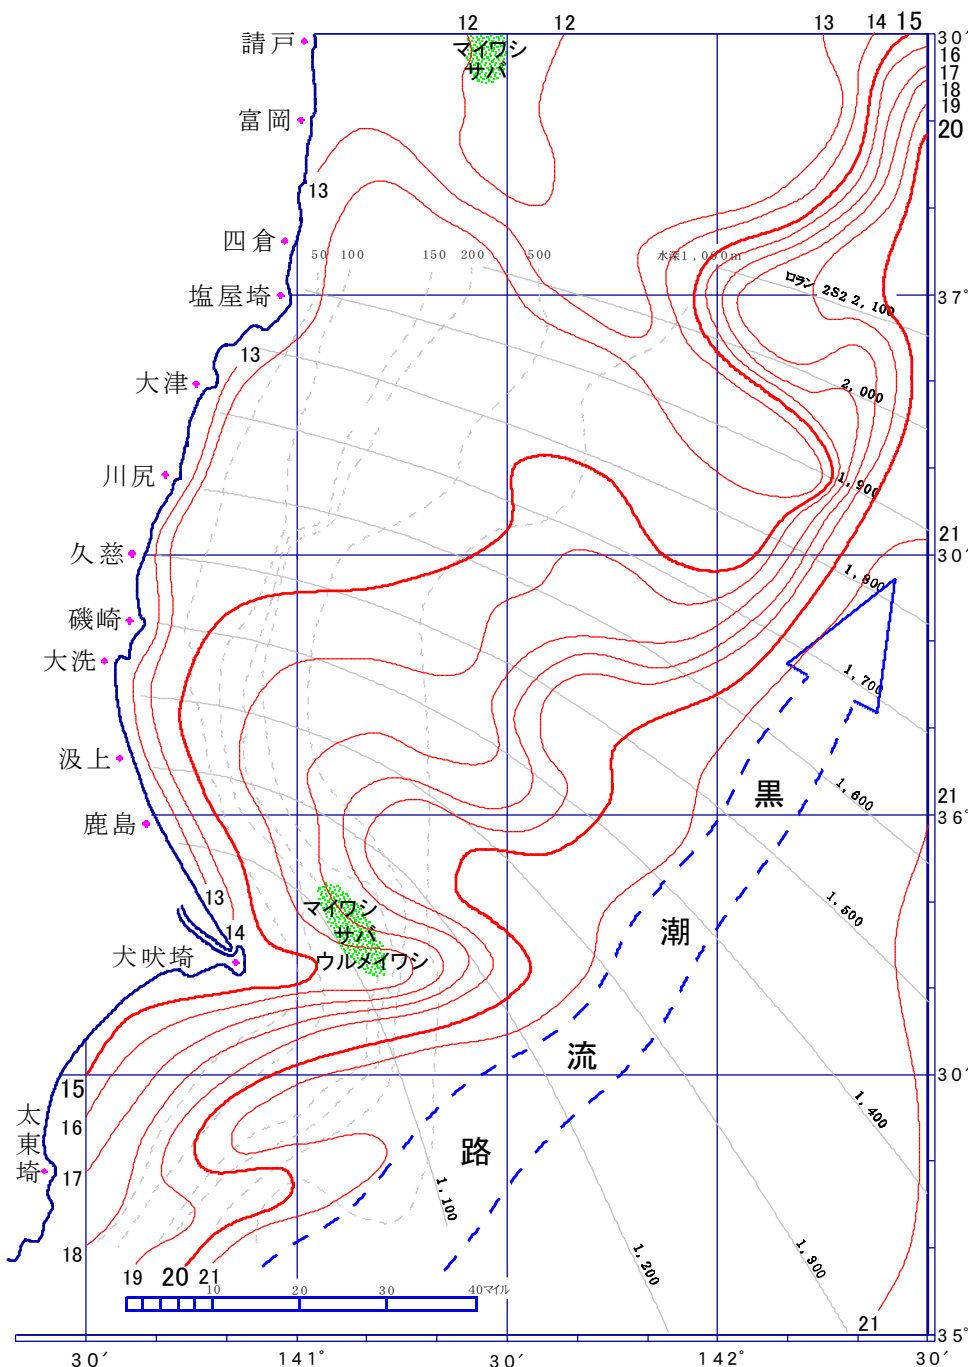 12
12
13
14
15
30′
請戸
マイワシ
サバ
16
17
18
19
20
富岡
13
四倉
50
100
150
200
500
水深1,000m
塩屋埼
ロラン 2S2 2,100
37°
13
大津
2,000
川尻
1,900
21
久慈
30′
1,800
磯崎
大洗
1,700
汲上
黒
1,600
21
鹿島
36°
13
マイワシ
1,500
14
サバ
潮
犬吠埼
ウルメイワシ
流
15
30′
太東埼
16
1,400
路
17
1,100
18
1,200
1,300
19
20
21
10
20
30
40マイル
21
35°
30′
141°
30′
142°
30′